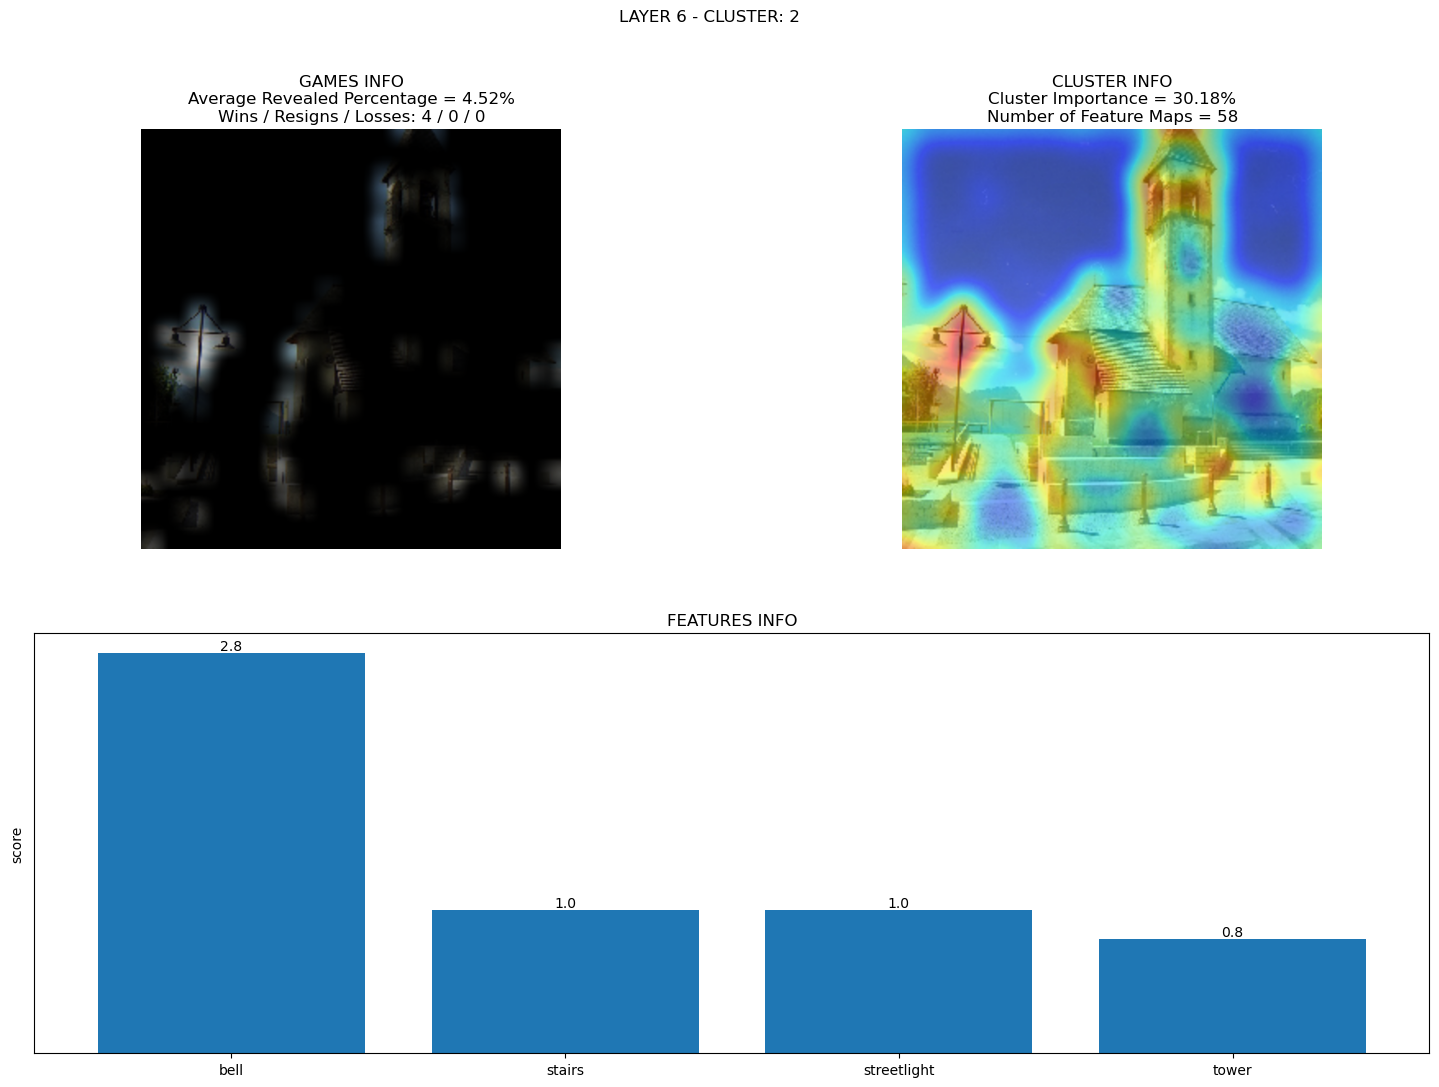 LAYER 6 - CLUSTER: 2
GAMES INFO
Average Revealed Percentage = 4.52%
Wins / Resigns / Losses: 4 / 0 / 0
CLUSTER INFO
Cluster Importance = 30.18%
Number of Feature Maps = 58
FEATURES INFO
score
2.8
1.0
1.0
0.8
bell
stairs
streetlight
tower